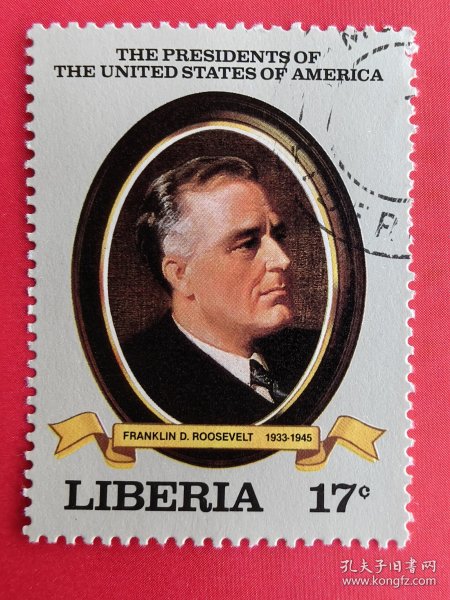 THE PRESIDENTS OF
THE UNITED STATES OF AMERICA
FRANKLIN D. ROOSEVELT 1933-1945
LIBERIA 17¢
孔夫子旧书网
www.kongfz.com